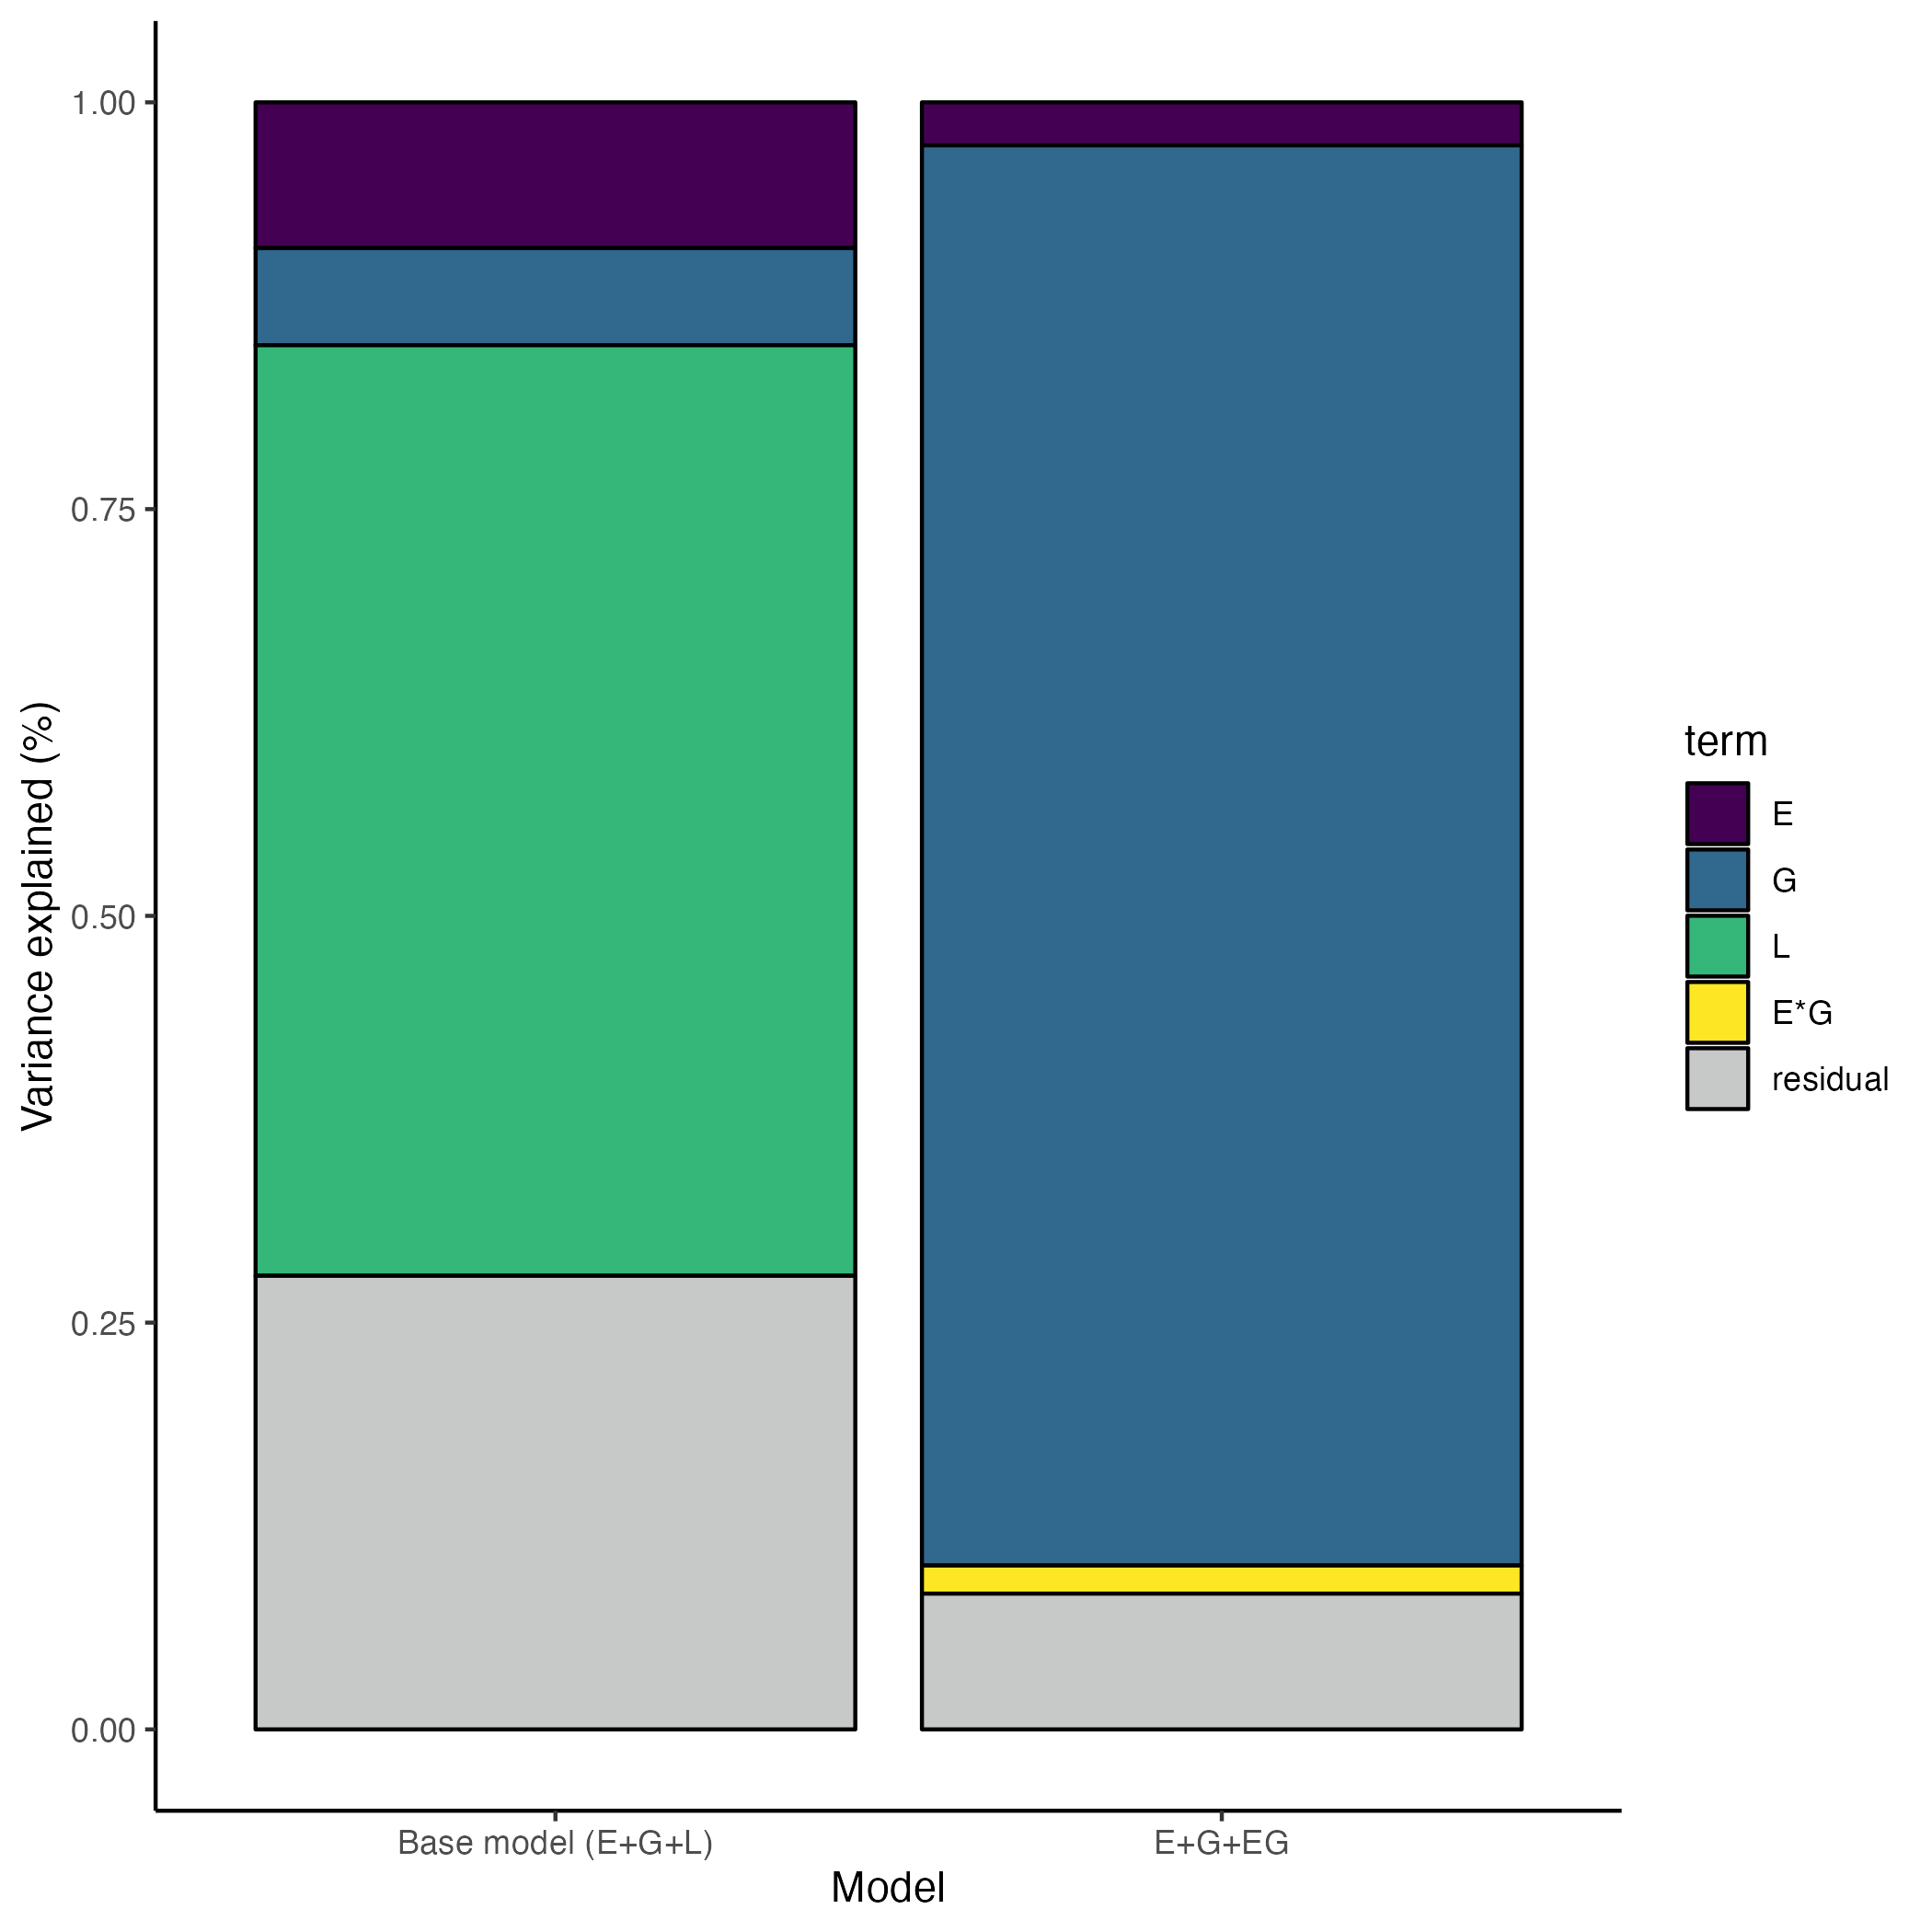 Variance explained (%)
1.00
0.75
0.50
0.25
0.00
Base model (E+G+L)
E+G+EG
Model
term
E
G
L
E*G
residual